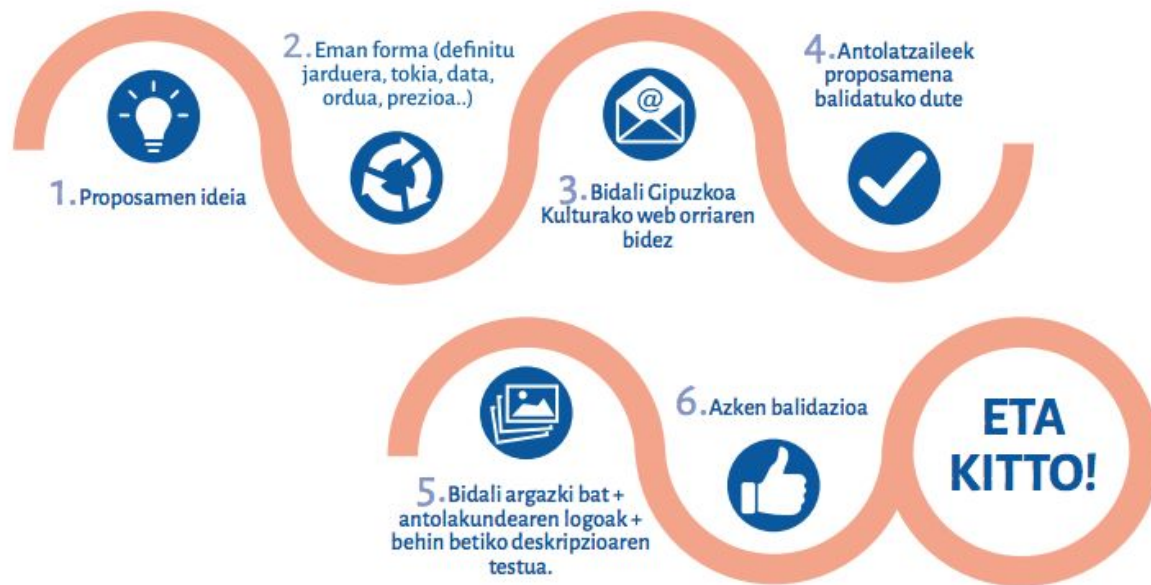 1. Proposamen ideia
2. Eman forma (definitu
jarduera, tokia, data,
ordua, prezioa..)
@
3. Bidali Gipuzkoa
Kulturako web orriaren
bidez
4. Antolatzaileek
proposamena
balidatuko dute
5. Bidali argazki bat +
antolakundearen logoak +
behin betiko deskripzioaren
testua.
6. Azken balidazioa
ETA
KITTO!